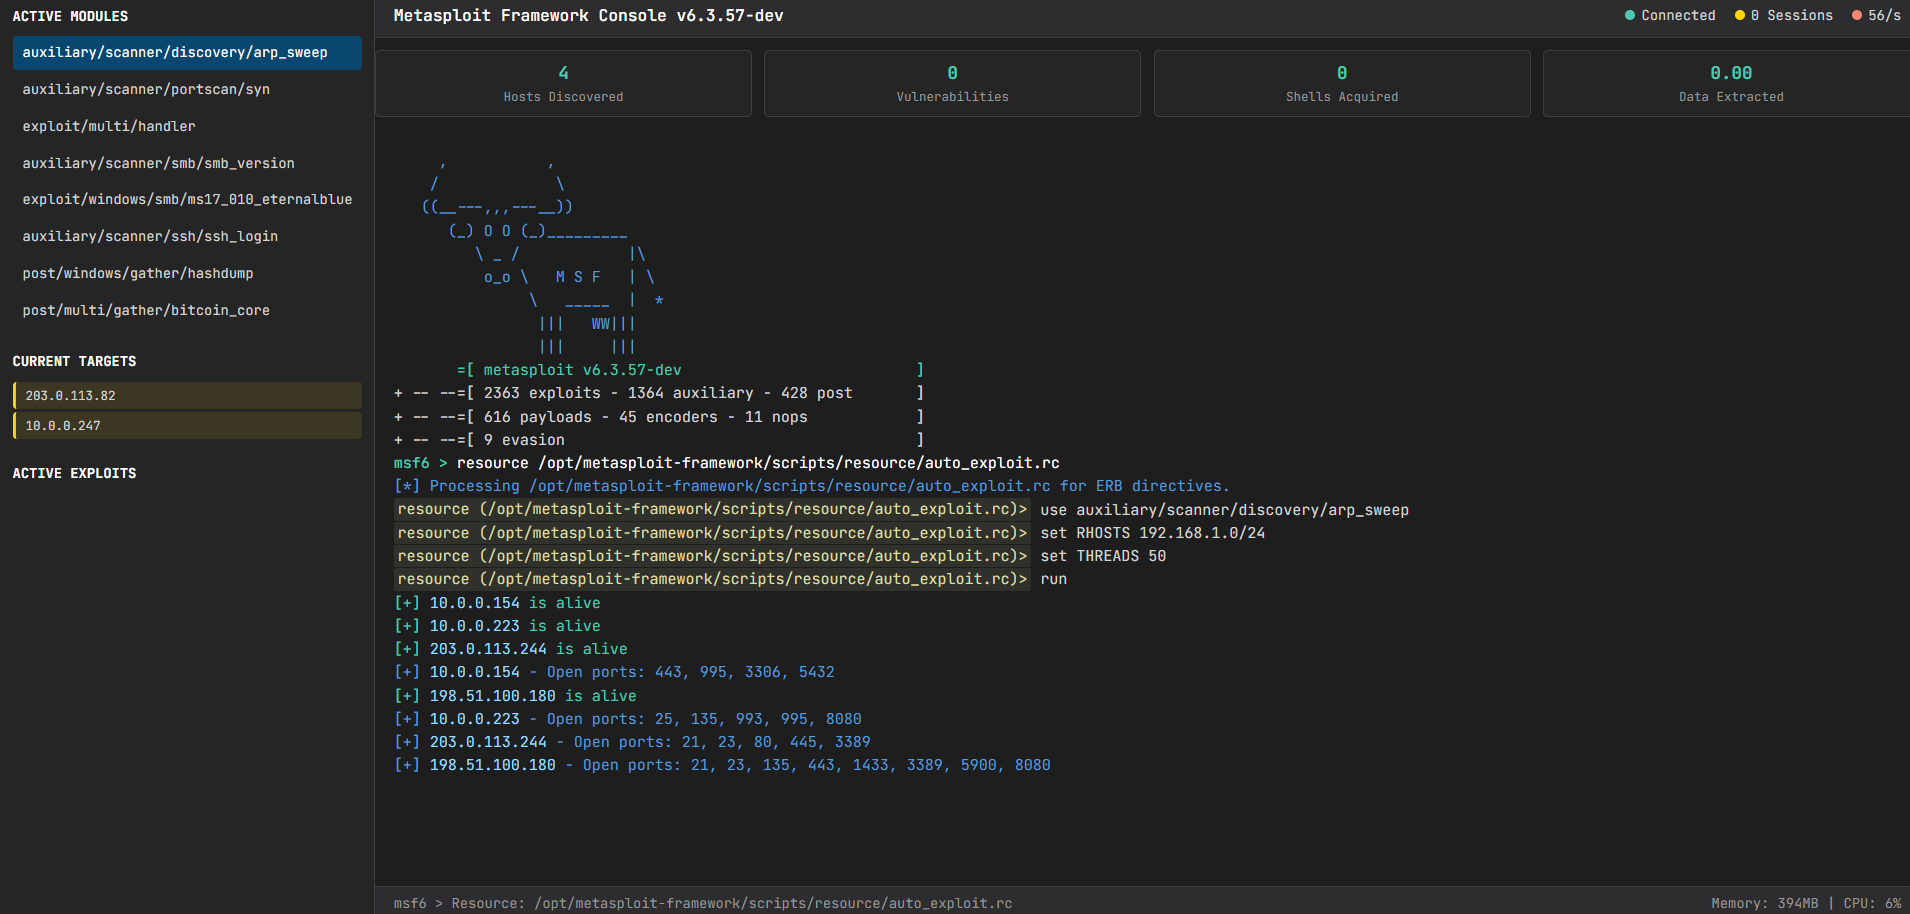 ACTIVE MODULES
auxiliary/scanner/discovery/arp_sweep
auxiliary/scanner/portscan/syn
exploit/multi/handler
auxiliary/scanner/smb/smb_version
exploit/windows/smb/ms17_010_eternalblue
auxiliary/scanner/ssh/ssh_login
post/windows/gather/hashdump
post/multi/gather/bitcoin_core
CURRENT TARGETS
203.0.113.82
10.0.0.247
ACTIVE EXPLOITS
Metasploit Framework Console v6.3.57-dev
Connected
0 Sessions
56/s
4
Hosts Discovered
0
Vulnerabilities
0
Shells Acquired
0.00
Data Extracted
      ,           ,
    /             \
   ((__---,,,---__))
      (_) O O (_)_________
         \ _ /            |\
          o_o \   M S F   | \
               \   _____  |  *
                |||   WW|||
                |||     |||
       =[ metasploit v6.3.57-dev                          ]
+ -- --=[ 2363 exploits - 1364 auxiliary - 428 post       ]
+ -- --=[ 616 payloads - 45 encoders - 11 nops            ]
+ -- --=[ 9 evasion                                       ]
msf6 > resource /opt/metasploit-framework/scripts/resource/auto_exploit.rc
[*] Processing /opt/metasploit-framework/scripts/resource/auto_exploit.rc for ERB directives.
resource (/opt/metasploit-framework/scripts/resource/auto_exploit.rc)> use auxiliary/scanner/discovery/arp_sweep
resource (/opt/metasploit-framework/scripts/resource/auto_exploit.rc)> set RHOSTS 192.168.1.0/24
resource (/opt/metasploit-framework/scripts/resource/auto_exploit.rc)> set THREADS 50
resource (/opt/metasploit-framework/scripts/resource/auto_exploit.rc)> run
[+] 10.0.0.154 is alive
[+] 10.0.0.223 is alive
[+] 203.0.113.244 is alive
[+] 10.0.0.154 - Open ports: 443, 995, 3306, 5432
[+] 198.51.100.180 is alive
[+] 10.0.0.223 - Open ports: 25, 135, 993, 995, 8080
[+] 203.0.113.244 - Open ports: 21, 23, 80, 445, 3389
[+] 198.51.100.180 - Open ports: 21, 23, 135, 443, 1433, 3389, 5900, 8080
msf6 > Resource: /opt/metasploit-framework/scripts/resource/auto_exploit.rc
Memory: 394MB | CPU: 6%